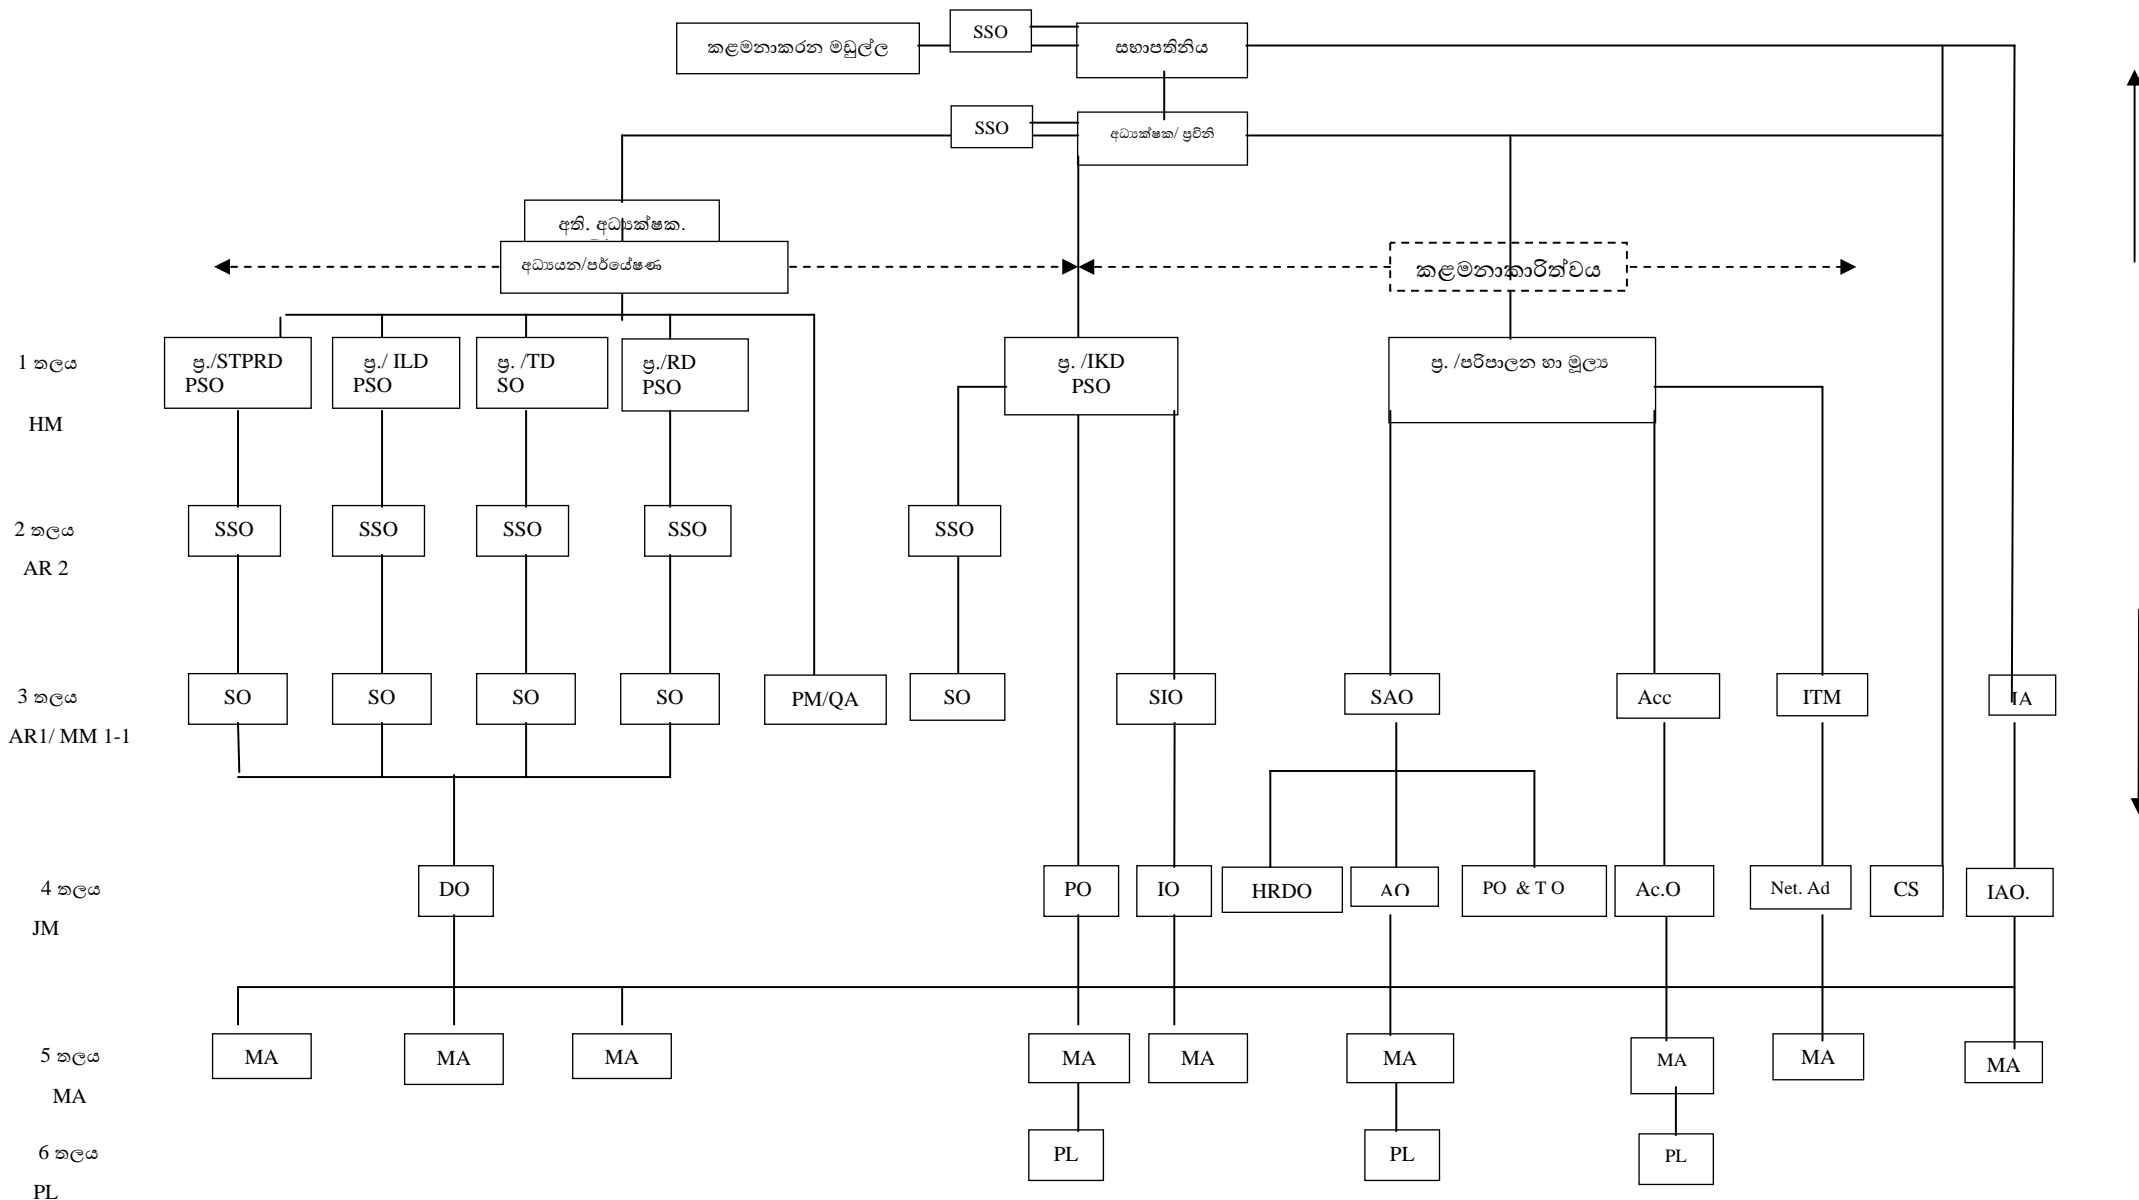 SSO
කළමනාකරන මඩුල්ල
සභාපතිනිය
SSO
අධ්‍යක්ෂක/ ප්‍රවිනි
අති. අධ්‍යක්ෂක.
අධ්‍යයන/පර්යේෂණ
කළමනාකාරිත්වය
1 තලය
ප්‍ර./STPRD
PSO
ප්‍ර./ ILD
PSO
ප්‍ර. /TD
SO
ප්‍ර./RD
PSO
ප්‍ර. /IKD
PSO
ප්‍ර. /පරිපාලන හා මූල්‍ය
HM
2 තලය
SSO
SSO
SSO
SSO
SSO
AR 2
3 තලය
SO
SO
SO
SO
PM/QA
SO
SIO
SAO
Acc
ITM
IA
AR1/ MM 1-1
4 තලය
DO
PO
IO
HRDO
AO
PO & T O
Ac.O
Net. Ad
CS
IAO.
JM
5 තලය
MA
MA
MA
MA
MA
MA
MA
MA
MA
MA
6 තලය
PL
PL
PL
PL